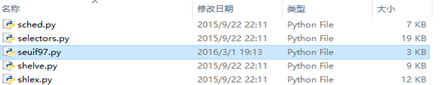 名称 修改日期 类型 大小
sched.py 2015/9/22 22:11 Python File 7 KB
selectors.py 2015/9/22 22:11 Python File 19 KB
seuif97.py 2016/3/1 19:13 Python File 3 KB
shelve.py 2015/9/22 22:11 Python File 9 KB
shlex.py 2015/9/22 22:11 Python File 12 KB